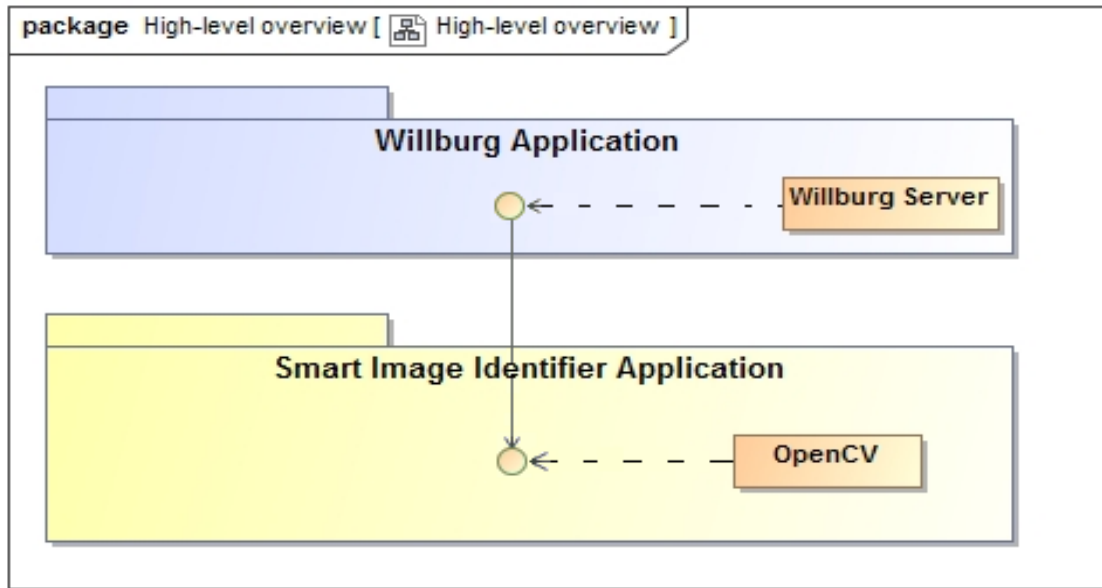 package High-level overview [ High-level overview ]
Willburg Application
Willburg Server
Smart Image Identifier Application
OpenCV